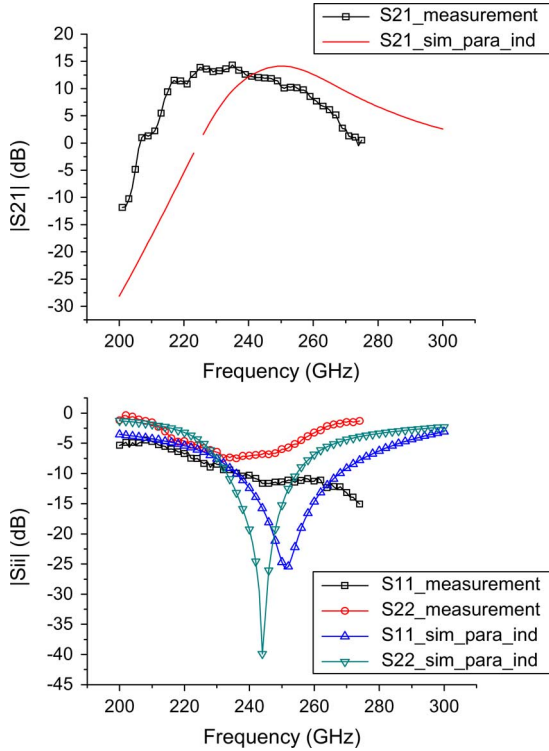 S21_measurement
S21_sim_para_ind
|S21| (dB)
20
15
10
5
0
-5
-10
-15
-20
-25
-30
200 220 240 260 280 300
Frequency (GHz)
|Sii| (dB)
0
-5
-10
-15
-20
-25
-30
-35
-40
-45
S11_measurement
S22_measurement
S11_sim_para_ind
S22_sim_para_ind
200 220 240 260 280 300
Frequency (GHz)